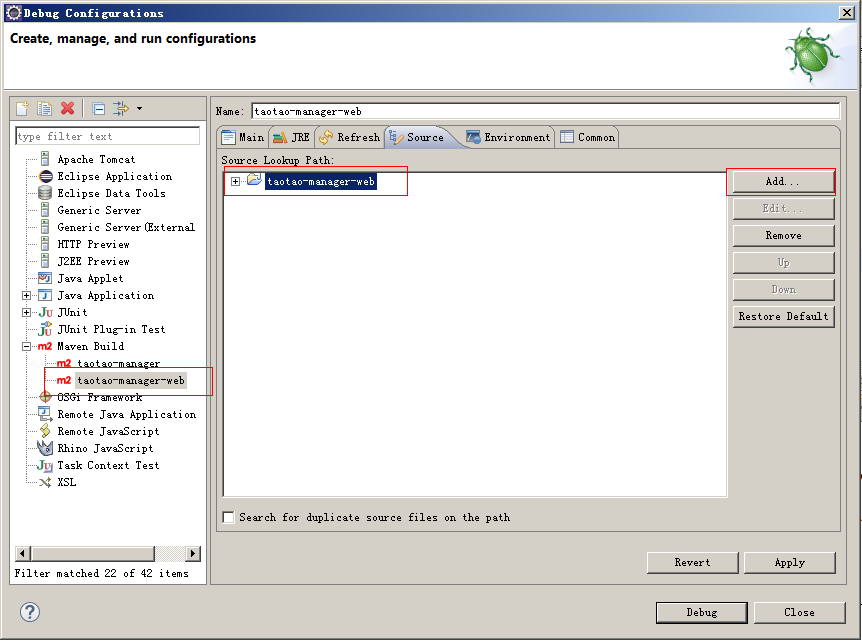 Debug Configurations
Create, manage, and run configurations
type filter text
Apache Tomcat
Eclipse Application
Eclipse Data Tools
Generic Server
Generic Server(External
HTTP Preview
J2EE Preview
Java Applet
Java Application
JUnit
JUnit Plug-in Test
Maven Build
taotao-manager
taotao-manager-web
OSGi Framework
Remote Java Application
Remote JavaScript
Rhino JavaScript
Task Context Test
XSL
Filter matched 22 of 42 items
Name: taotao-manager-web
Main JRE Refresh Source Environment Common
Source Lookup Path:
taotao-manager-web
Add...
Edit...
Remove
Up
Down
Restore Default
Search for duplicate source files on the path
Revert Apply
Debug Close